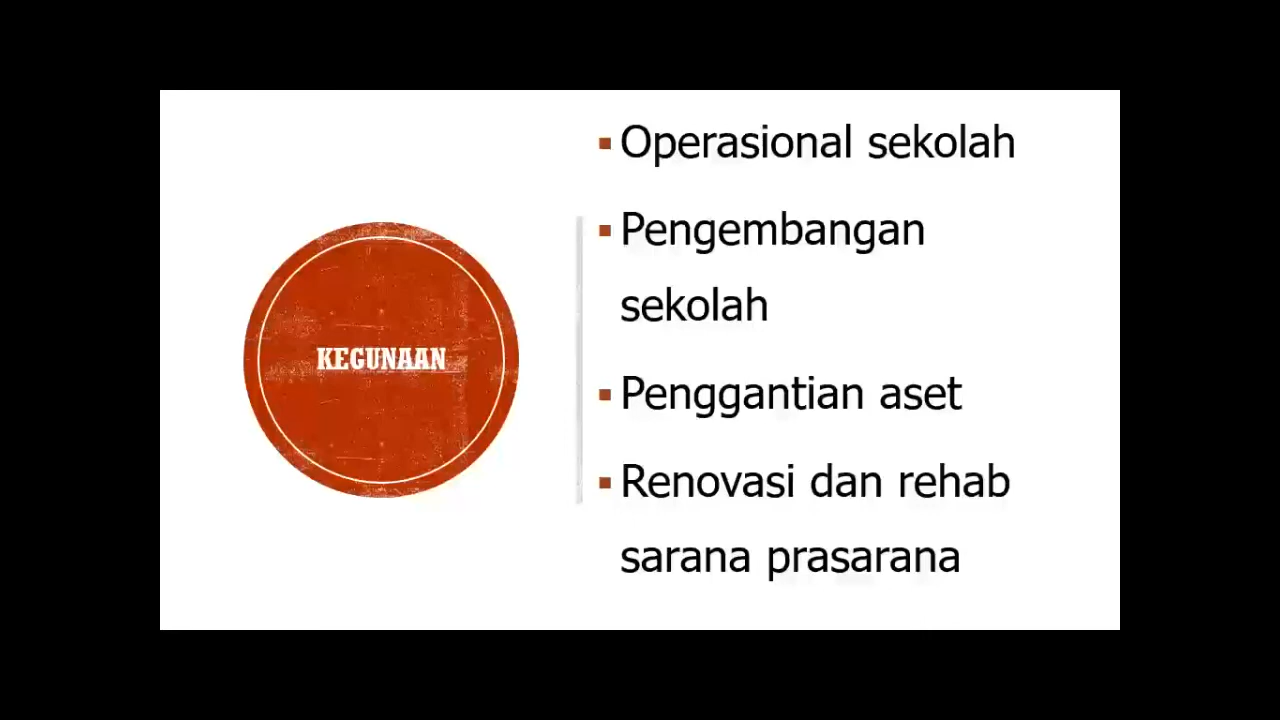 KEGUNAAN
▪ Operasional sekolah
▪ Pengembangan
sekolah
▪ Penggantian aset
▪ Renovasi dan rehab
sarana prasarana